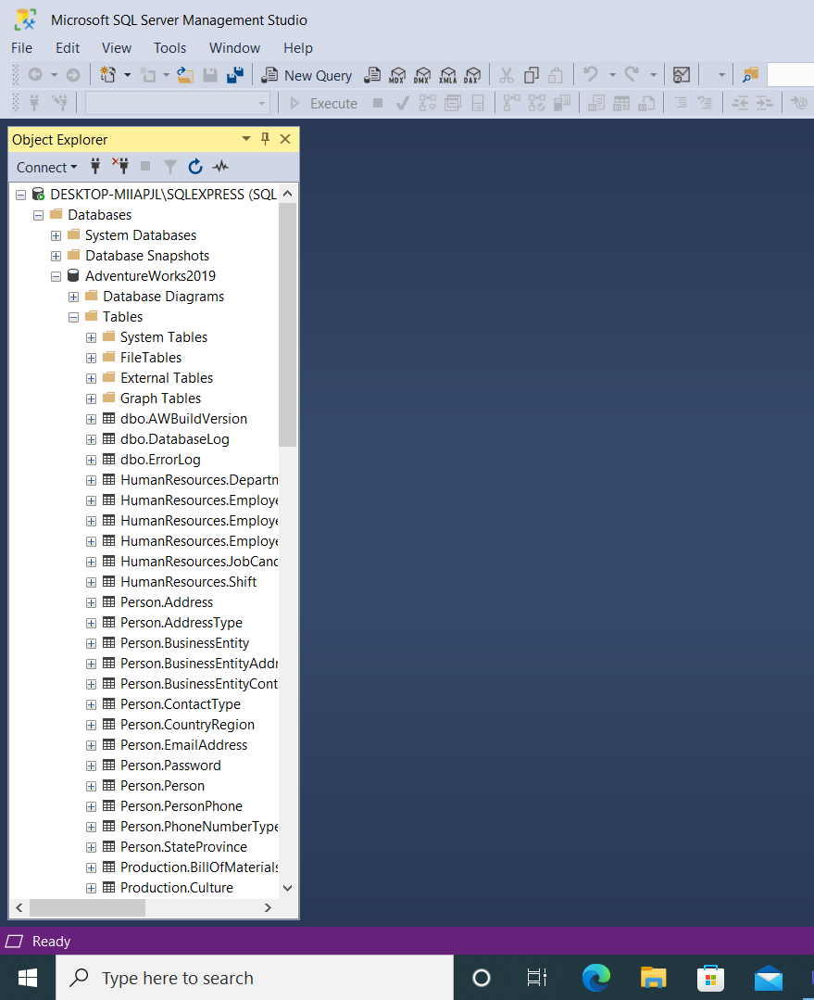 Microsoft SQL Server Management Studio
File Edit View Tools Window Help
New Query MDX DMX XMLA DAX
Execute
Object Explorer
Connect
DESKTOP-MIIAPJL\SQLEXPRESS (SQL
Databases
System Databases
Database Snapshots
AdventureWorks2019
Database Diagrams
Tables
System Tables
FileTables
External Tables
Graph Tables
dbo.AWBuildVersion
dbo.DatabaseLog
dbo.ErrorLog
HumanResources.Departm
HumanResources.Employe
HumanResources.Employe
HumanResources.Employe
HumanResources.JobCanc
HumanResources.Shift
Person.Address
Person.AddressType
Person.BusinessEntity
Person.BusinessEntityAddr
Person.BusinessEntityCont
Person.ContactType
Person.CountryRegion
Person.EmailAddress
Person.Password
Person.Person
Person.PersonPhone
Person.PhoneNumberType
Person.StateProvince
Production.BillOfMaterials
Production.Culture
Ready
Type here to search